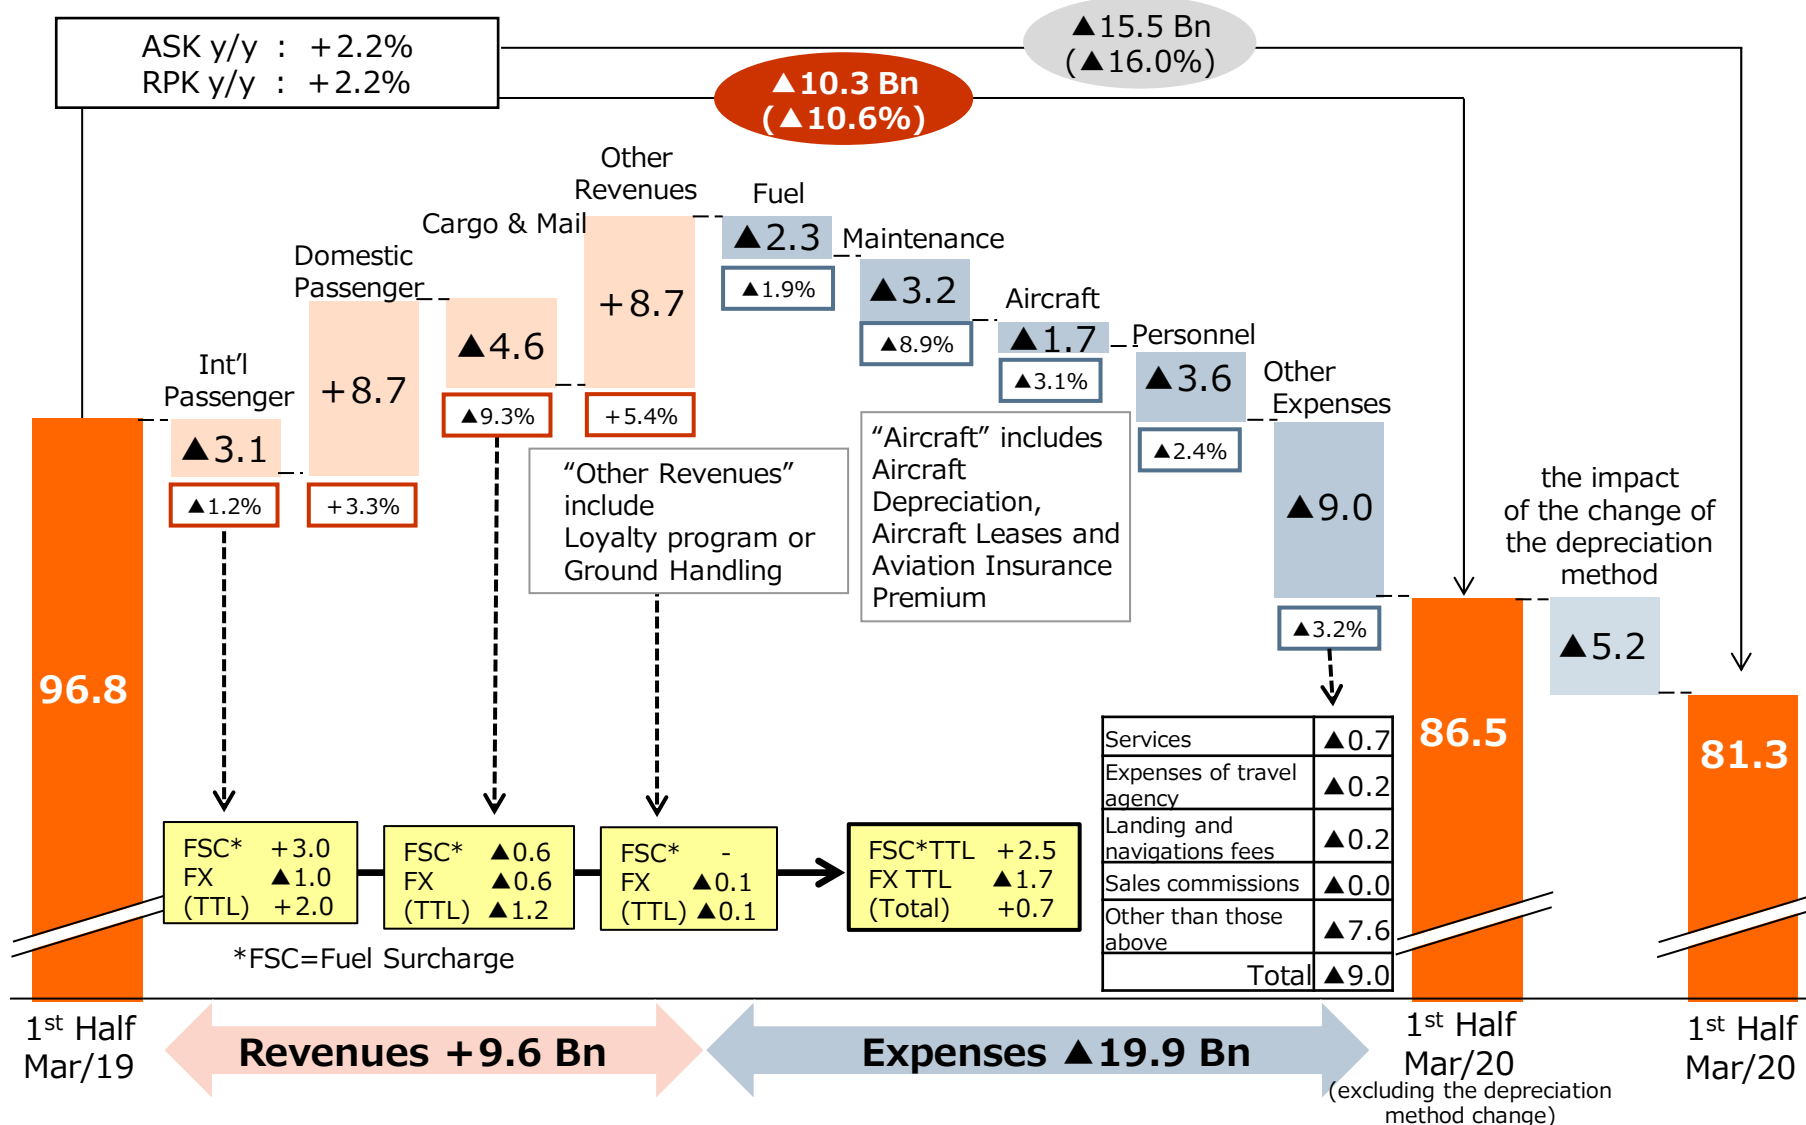 ASK y/y : +2.2%
RPK y/y : +2.2%
▲15.5 Bn
(▲16.0%)
▲10.3 Bn
(▲10.6%)
Int’l
Passenger
▲3.1
▲1.2%
Domestic
Passenger
+8.7
+3.3%
Cargo & Mail
▲4.6
▲9.3%
Other
Revenues
+8.7
+5.4%
Fuel
▲2.3
▲1.9%
Maintenance
▲3.2
▲8.9%
Aircraft
▲1.7
▲3.1%
Personnel
▲3.6
▲2.4%
Other
Expenses
▲9.0
▲3.2%
the impact
of the change of
the depreciation
method
▲5.2
“Other Revenues”
include
Loyalty program or
Ground Handling
“Aircraft” includes
Aircraft
Depreciation,
Aircraft Leases and
Aviation Insurance
Premium
96.8
86.5
81.3
FSC* +3.0
FX ▲1.0
(TTL) +2.0
FSC* ▲0.6
FX ▲0.6
(TTL) ▲1.2
FSC* -
FX ▲0.1
(TTL) ▲0.1
FSC*TTL +2.5
FX TTL ▲1.7
(Total) +0.7
*FSC=Fuel Surcharge
Services ▲0.7
Expenses of travel
agency ▲0.2
Landing and
navigations fees ▲0.2
Sales commissions ▲0.0
Other than those
above ▲7.6
Total ▲9.0
1st Half
Mar/19
Revenues +9.6 Bn
Expenses ▲19.9 Bn
1st Half
Mar/20
(excluding the depreciation
method change)
1st Half
Mar/20